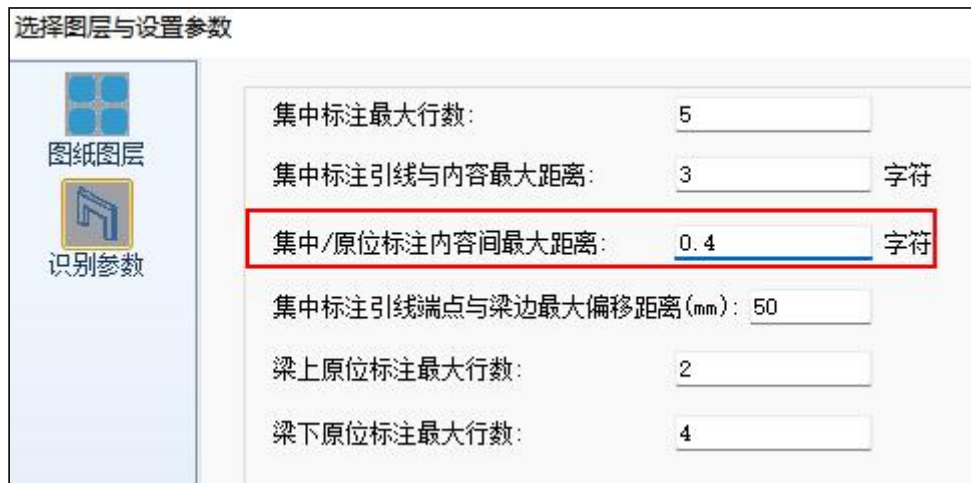 选择图层与设置参数
图纸图层
识别参数
集中标注最大行数: 5
集中标注引线与内容最大距离: 3 字符
集中/原位标注内容间最大距离: 0.4 字符
集中标注引线端点与梁边最大偏移距离(mm): 50
梁上原位标注最大行数: 2
梁下原位标注最大行数: 4